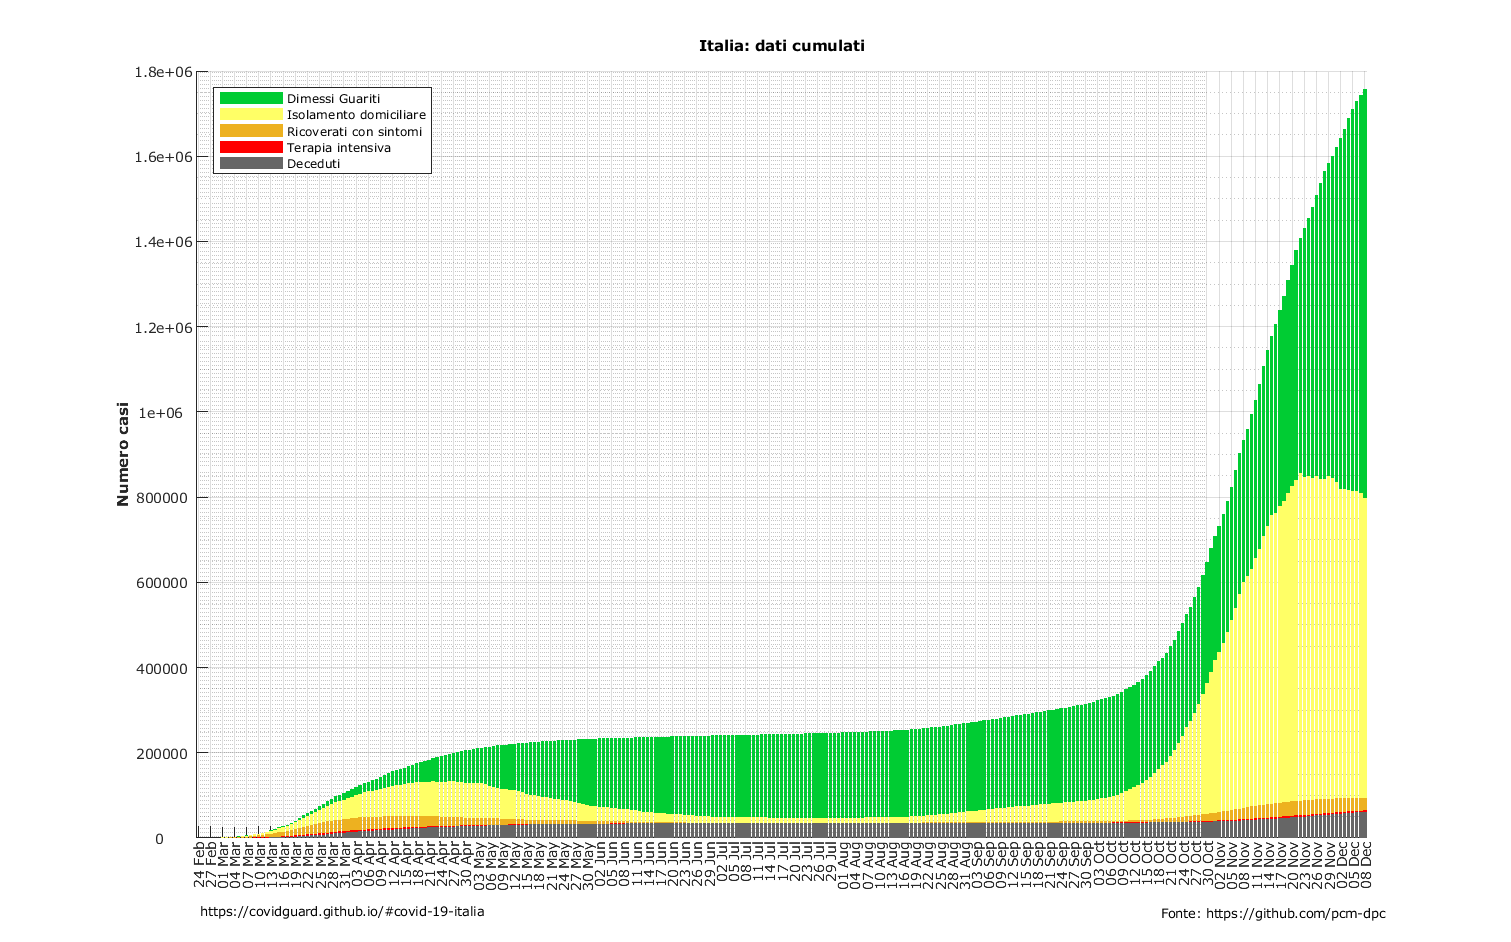 Italia: dati cumulati
1.8e+06
1.6e+06
1.4e+06
1.2e+06
1e+06
800000
600000
400000
200000
0
Numero casi
Dimessi Guariti
Isolamento domiciliare
Ricoverati con sintomi
Terapia intensiva
Deceduti
24 Feb
27 Feb
01 Mar
04 Mar
07 Mar
10 Mar
13 Mar
16 Mar
19 Mar
22 Mar
25 Mar
28 Mar
31 Mar
03 Apr
06 Apr
09 Apr
12 Apr
15 Apr
18 Apr
21 Apr
24 Apr
27 Apr
30 Apr
03 May
06 May
09 May
12 May
15 May
18 May
21 May
24 May
27 May
30 May
02 Jun
05 Jun
08 Jun
11 Jun
14 Jun
17 Jun
20 Jun
23 Jun
26 Jun
29 Jun
02 Jul
05 Jul
08 Jul
11 Jul
14 Jul
17 Jul
20 Jul
23 Jul
26 Jul
29 Jul
01 Aug
04 Aug
07 Aug
10 Aug
13 Aug
16 Aug
19 Aug
22 Aug
25 Aug
28 Aug
31 Aug
03 Sep
06 Sep
09 Sep
12 Sep
15 Sep
18 Sep
21 Sep
24 Sep
27 Sep
30 Sep
03 Oct
06 Oct
09 Oct
12 Oct
15 Oct
18 Oct
21 Oct
24 Oct
27 Oct
30 Oct
02 Nov
05 Nov
08 Nov
11 Nov
14 Nov
17 Nov
20 Nov
23 Nov
26 Nov
29 Nov
02 Dec
05 Dec
08 Dec
https://covidguard.github.io/#covid-19-italia
Fonte: https://github.com/pcm-dpc